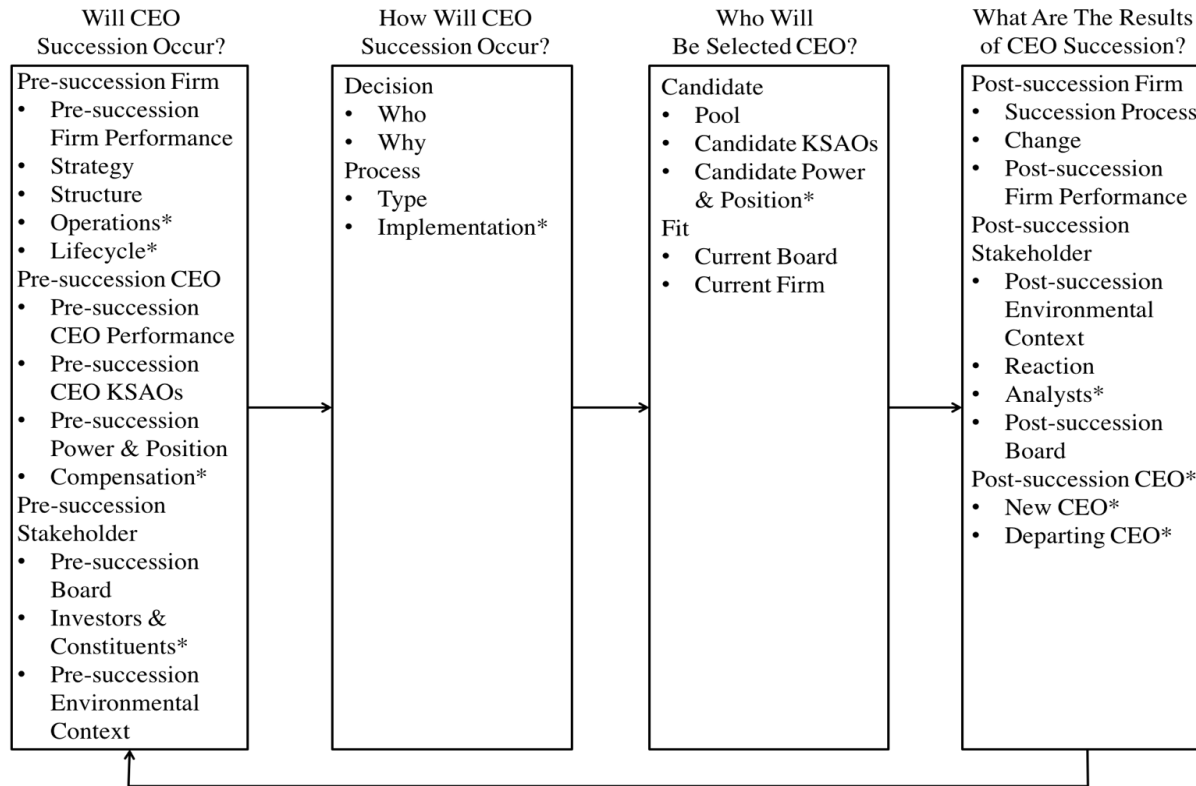 Will CEO
Succession Occur?
Pre-succession Firm
• Pre-succession
Firm Performance
• Strategy
• Structure
• Operations*
• Lifecycle*
Pre-succession CEO
• Pre-succession
CEO Performance
• Pre-succession
CEO KSAOs
• Pre-succession
Power & Position
• Compensation*
Pre-succession
Stakeholder
• Pre-succession
Board
• Investors &
Constituents*
• Pre-succession
Environmental
Context
How Will CEO
Succession Occur?
Decision
• Who
• Why
Process
• Type
• Implementation*
Who Will
Be Selected CEO?
Candidate
• Pool
• Candidate KSAOs
• Candidate Power
& Position*
Fit
• Current Board
• Current Firm
What Are The Results
of CEO Succession?
Post-succession Firm
• Succession Process
• Change
• Post-succession
Firm Performance
Post-succession
Stakeholder
• Post-succession
Environmental
Context
• Reaction
• Analysts*
• Post-succession
Board
Post-succession CEO*
• New CEO*
• Departing CEO*